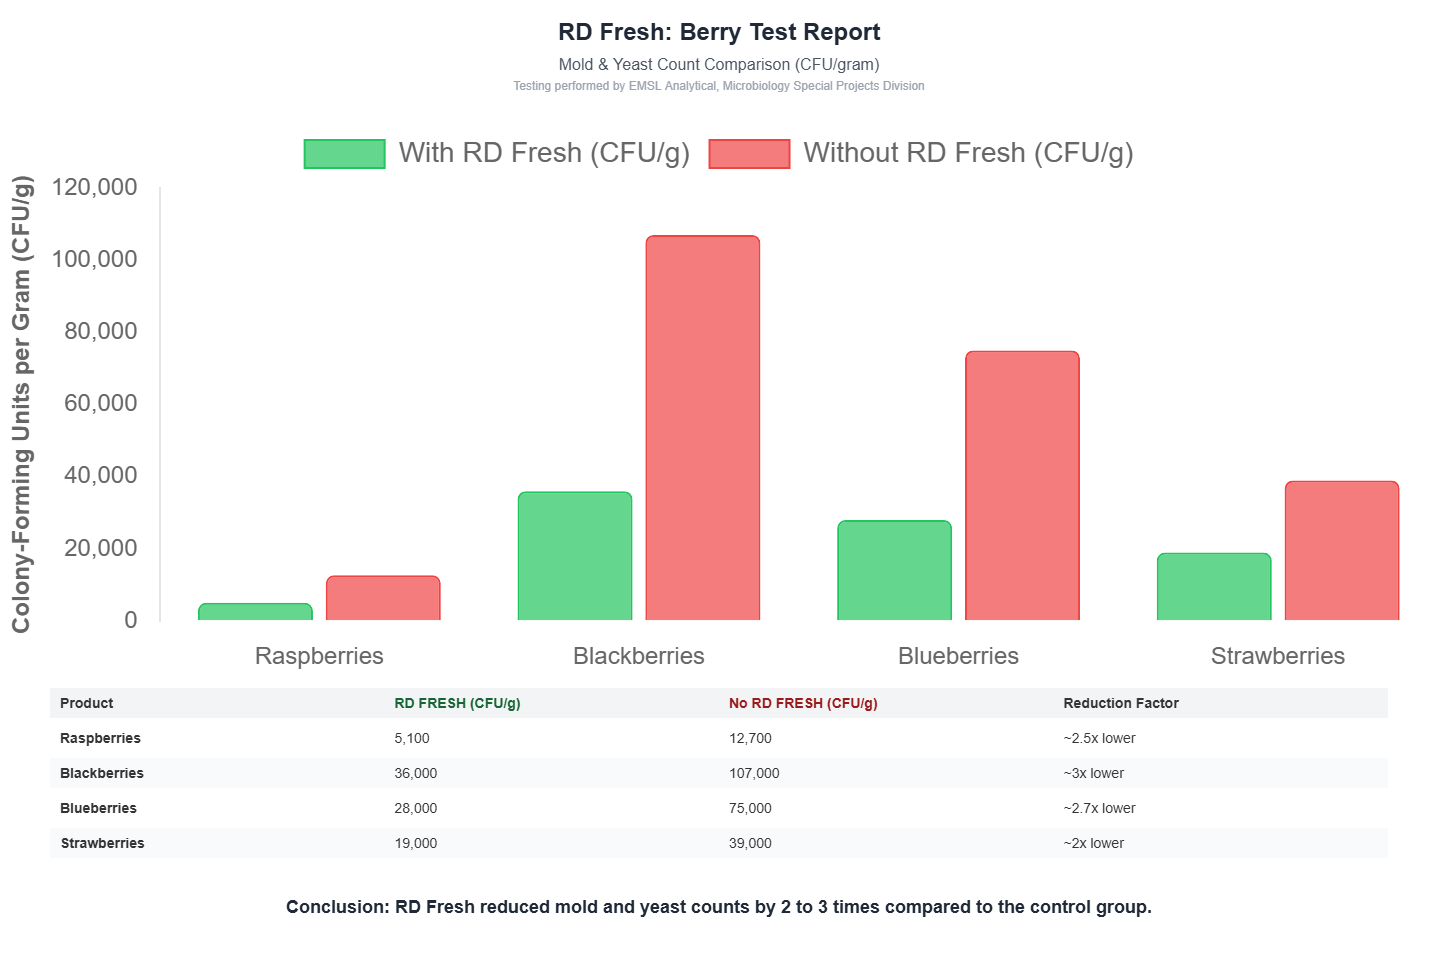 RD Fresh: Berry Test Report
Mold & Yeast Count Comparison (CFU/gram)
Testing performed by EMSL Analytical, Microbiology Special Projects Division
With RD Fresh (CFU/g) Without RD Fresh (CFU/g)
Colony-Forming Units per Gram (CFU/g)
120,000
100,000
80,000
60,000
40,000
20,000
0
Raspberries Blackberries Blueberries Strawberries
Product RD FRESH (CFU/g) No RD FRESH (CFU/g) Reduction Factor
Raspberries 5,100 12,700 ~2.5x lower
Blackberries 36,000 107,000 ~3x lower
Blueberries 28,000 75,000 ~2.7x lower
Strawberries 19,000 39,000 ~2x lower
Conclusion: RD Fresh reduced mold and yeast counts by 2 to 3 times compared to the control group.